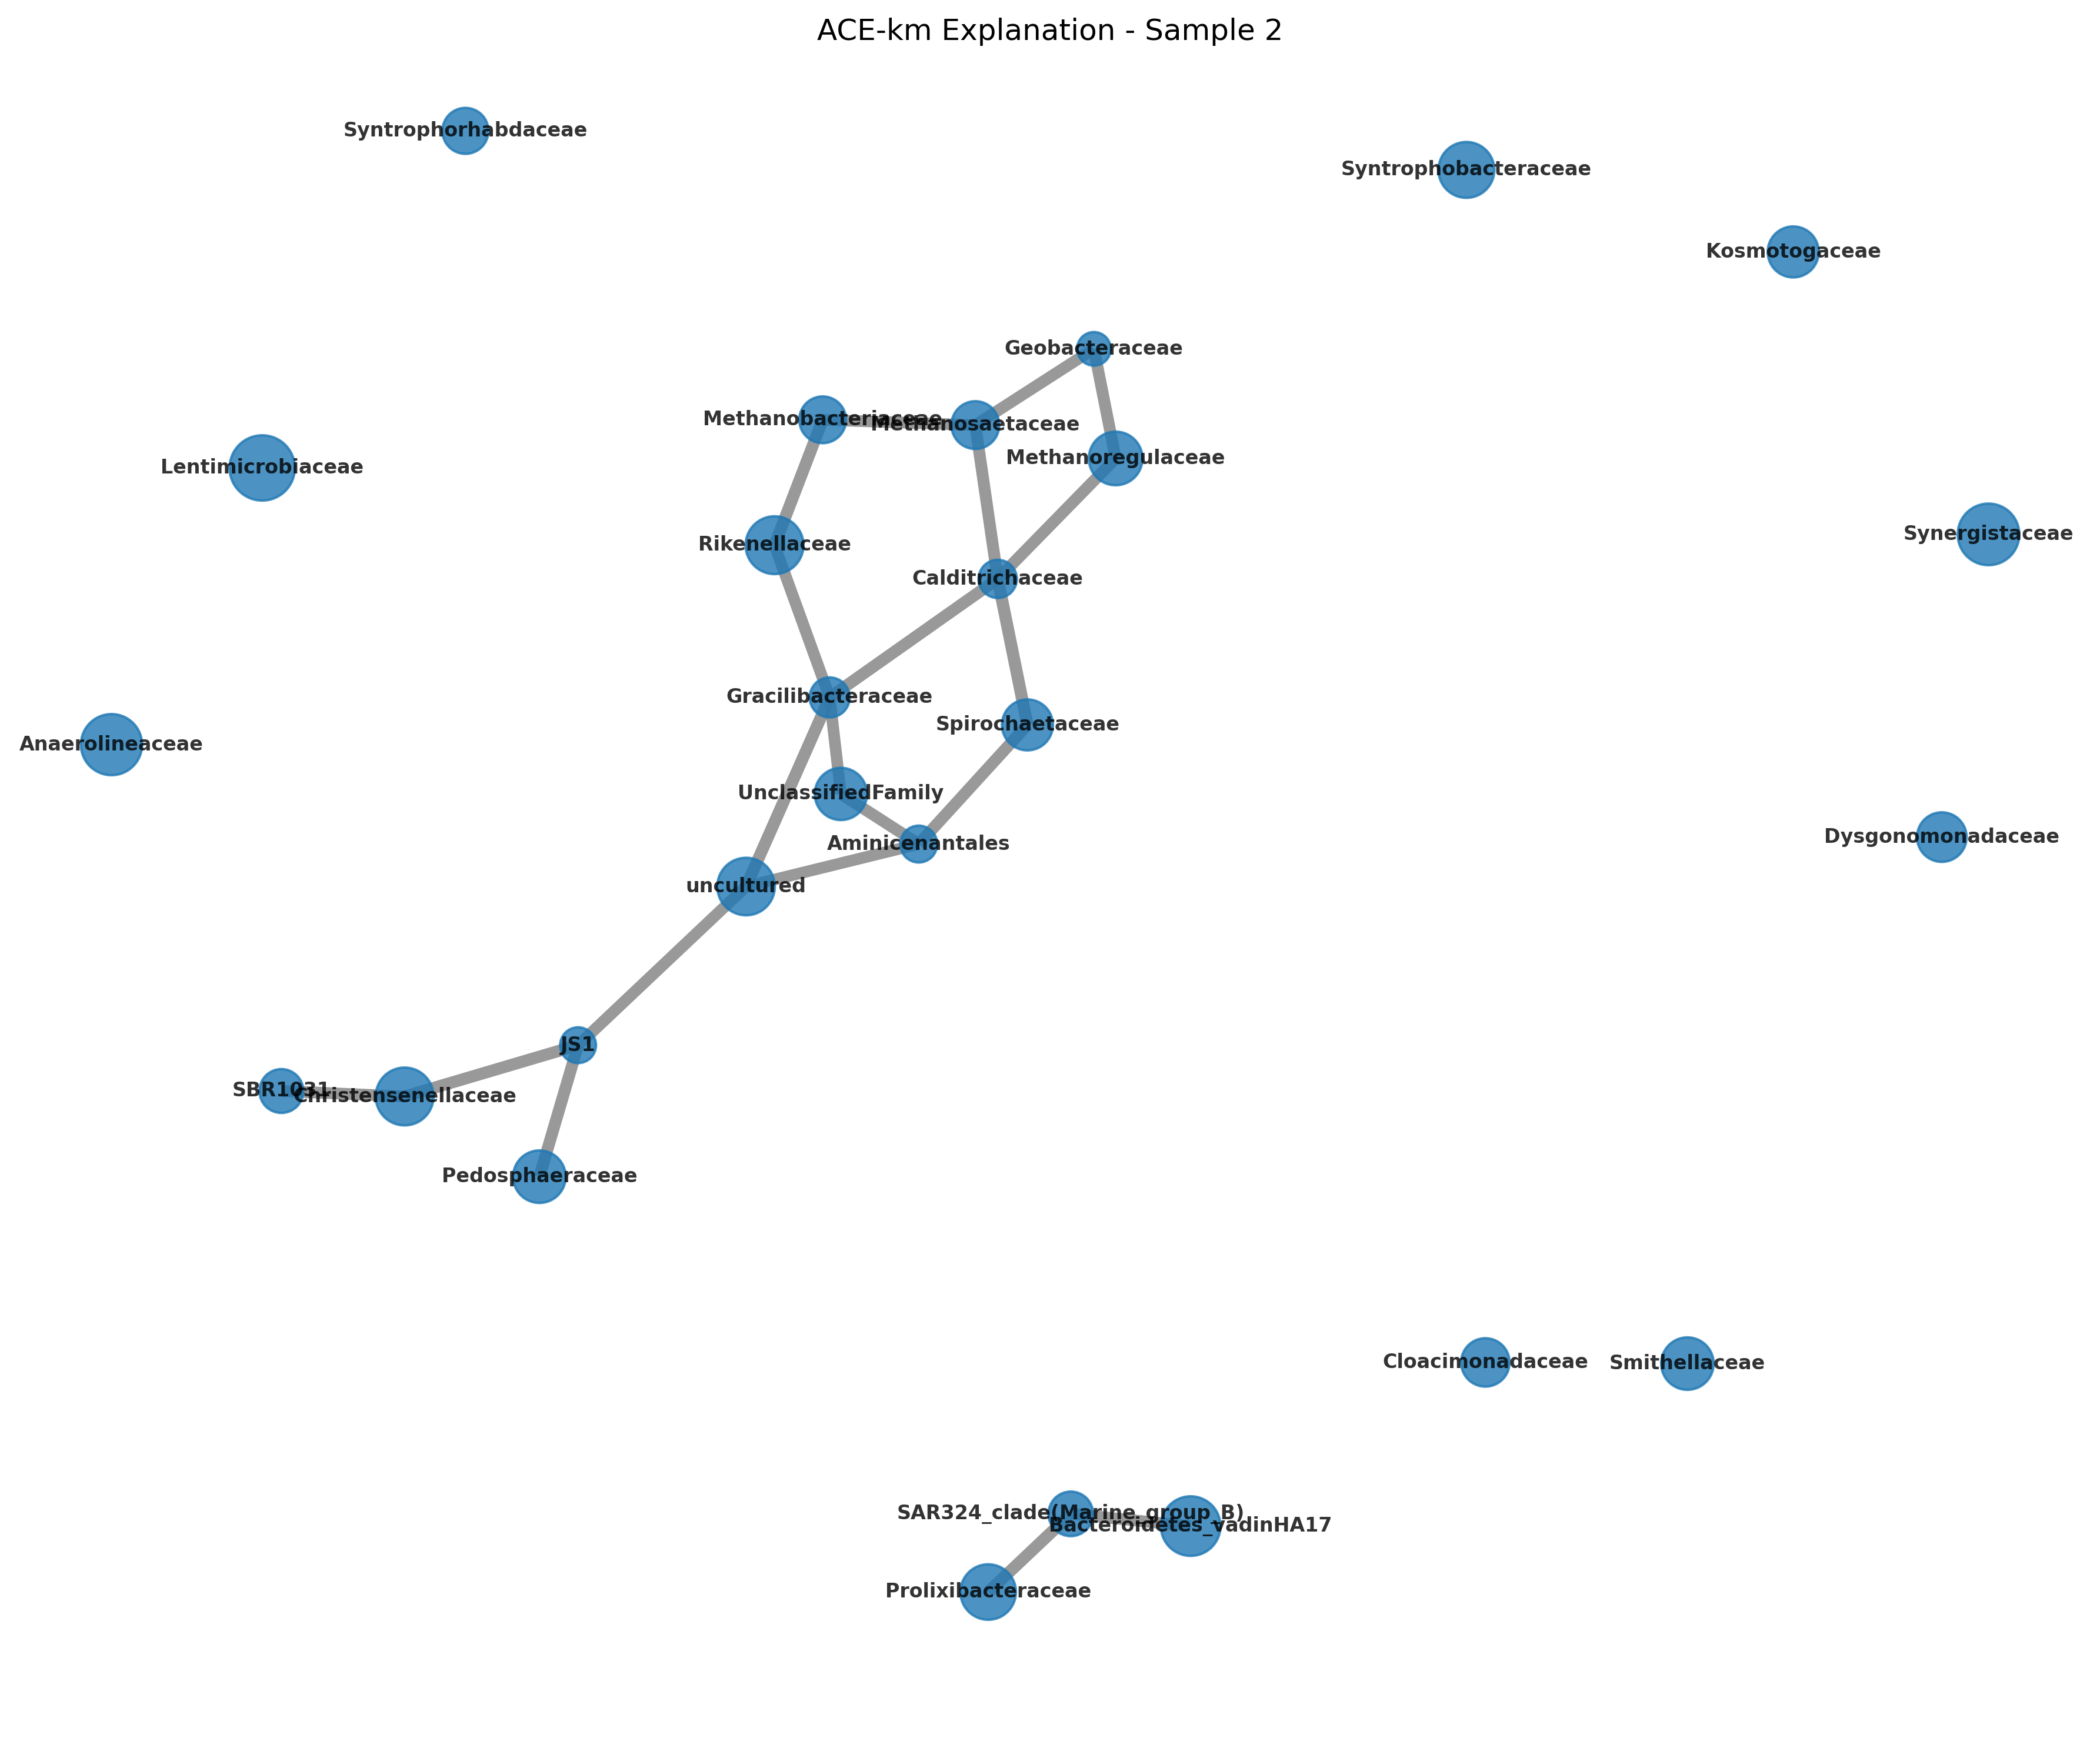 ACE-km Explanation - Sample 2
Syntrophorhabdaceae
Syntrophobacteraceae
Kosmotogaceae
Geobacteraceae
Methanobacteriaceae
Methanosaetaceae
Methanoregulaceae
Lentimicrobiaceae
Synergistaceae
Rikenellaceae
Calditrichaceae
Gracilibacteraceae
Spirochaetaceae
Anaerolineaceae
UnclassifiedFamily
Dysgonomonadaceae
Aminicenantales
uncultured
JS1
SBR1031
Christensenellaceae
Pedosphaeraceae
Cloacimonadaceae
Smithellaceae
SAR324_clade(Marine_group_B)
Bacteroidetes_vadinHA17
Prolixibacteraceae